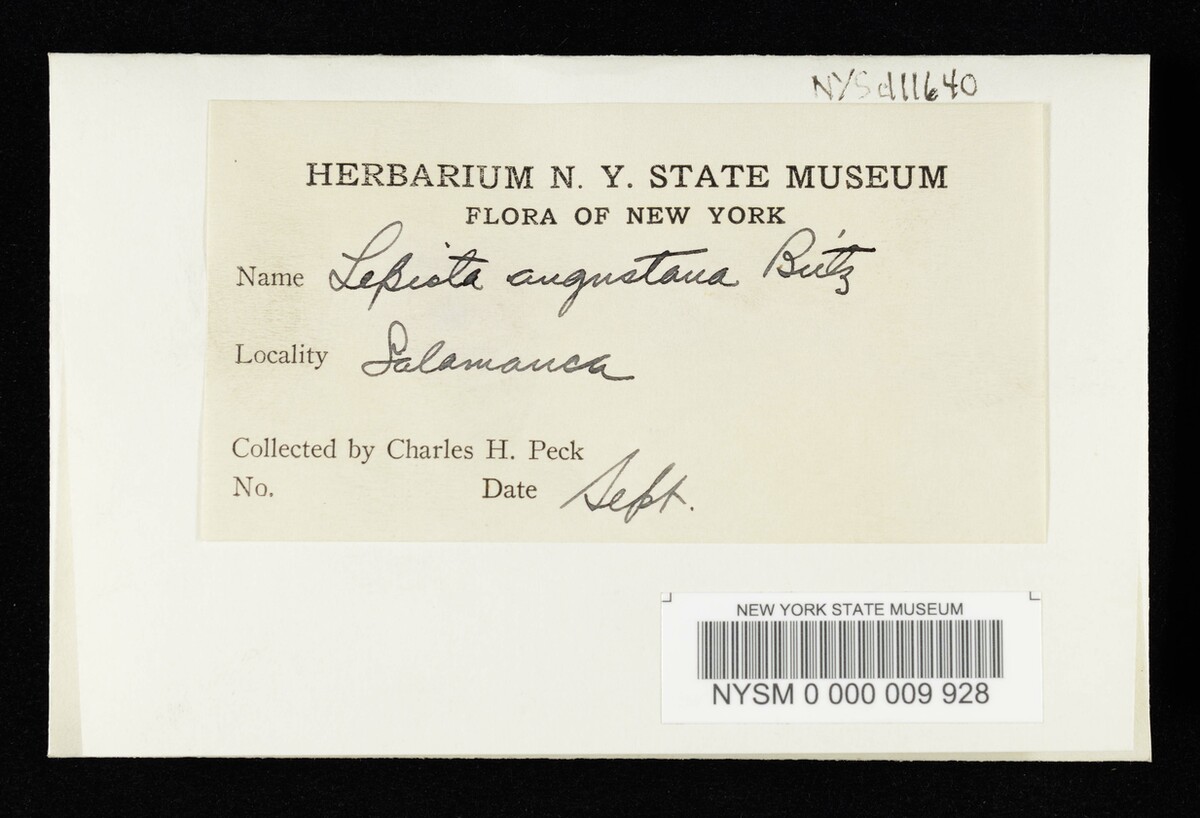 NYSd11640
HERBARIUM N. Y. STATE MUSEUM
FLORA OF NEW YORK
Name Lepiota angustana Britz
Locality Salamanca
Collected by Charles H. Peck
No. Date Sept.
NEW YORK STATE MUSEUM
NYSM 0 000 009 928